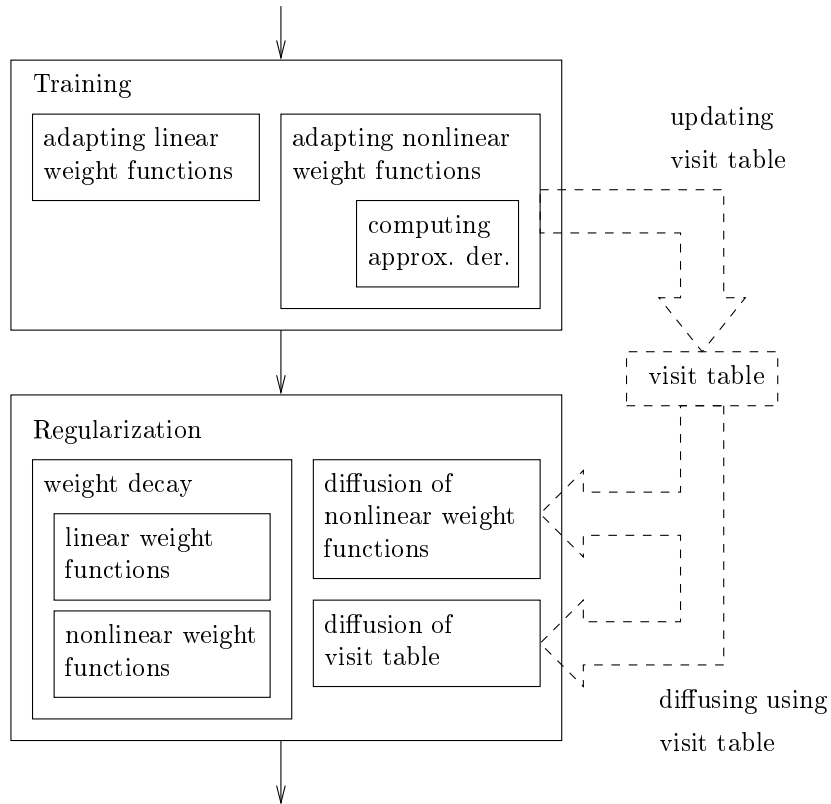 Training
adapting linear
weight functions
adapting nonlinear
weight functions
computing
approx. der.
updating
visit table
visit table
Regularization
weight decay
linear weight
functions
nonlinear weight
functions
diffusion of
nonlinear weight
functions
diffusion of
visit table
diffusing using
visit table